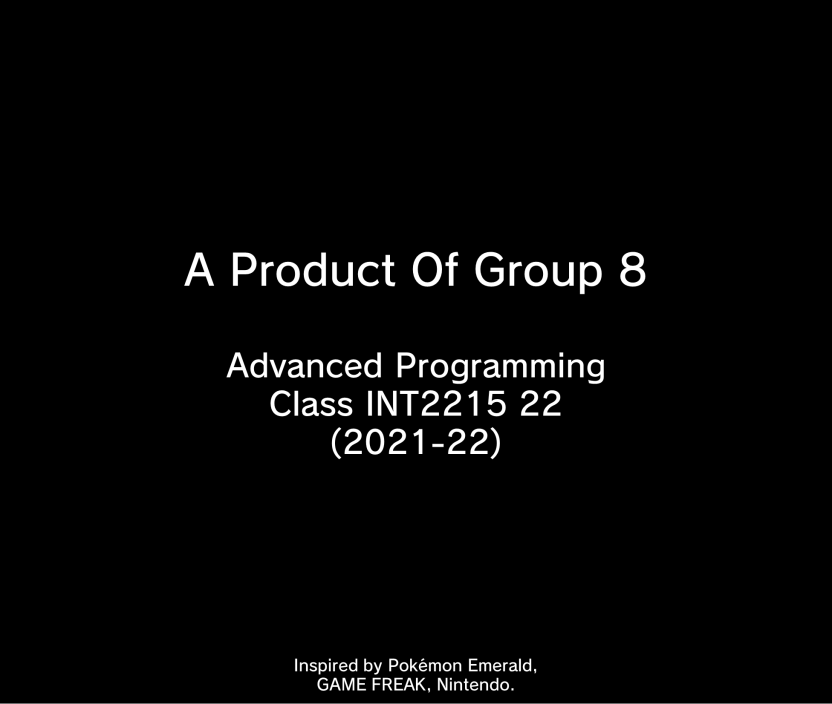 A Product Of Group 8
Advanced Programming
Class INT2215 22
(2021-22)
Inspired by Pokémon Emerald,
GAME FREAK, Nintendo.